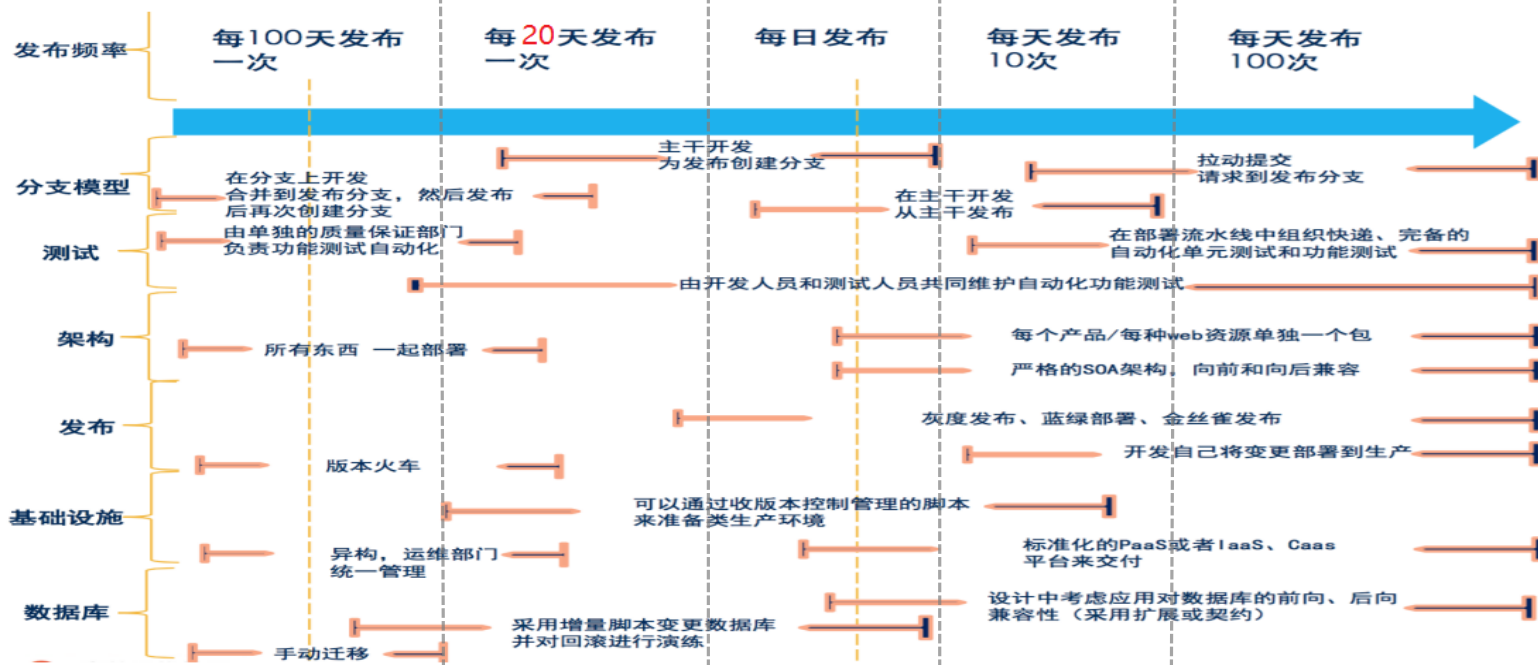 发布频率
每100天发布
一次
每20天发布
一次
每日发布
每天发布
10次
每天发布
100次
分支模型
主干开发
为发布创建分支
拉动提交
请求到发布分支
在分支上开发
合并到发布分支，然后发布
后再次创建分支
在主干开发
从主干发布
测试
由单独的质量保证部门
负责功能测试自动化
在部署流水线中组织快递、完备的
自动化单元测试和功能测试
由开发人员和测试人员共同维护自动化功能测试
架构
每个产品/每种web资源单独一个包
所有东西 一起部署
严格的SOA架构，向前和向后兼容
发布
灰度发布、蓝绿部署、金丝雀发布
开发自己将变更部署到生产
版本火车
基础设施
可以通过收版本控制管理的脚本
来准备类生产环境
异构，运维部门
统一管理
标准化的PaaS或者IaaS、Caas
平台来交付
数据库
设计中考虑应用对数据库的前向、后向
兼容性（采用扩展或契约）
采用增量脚本变更数据库
并对回滚进行演练
手动迁移